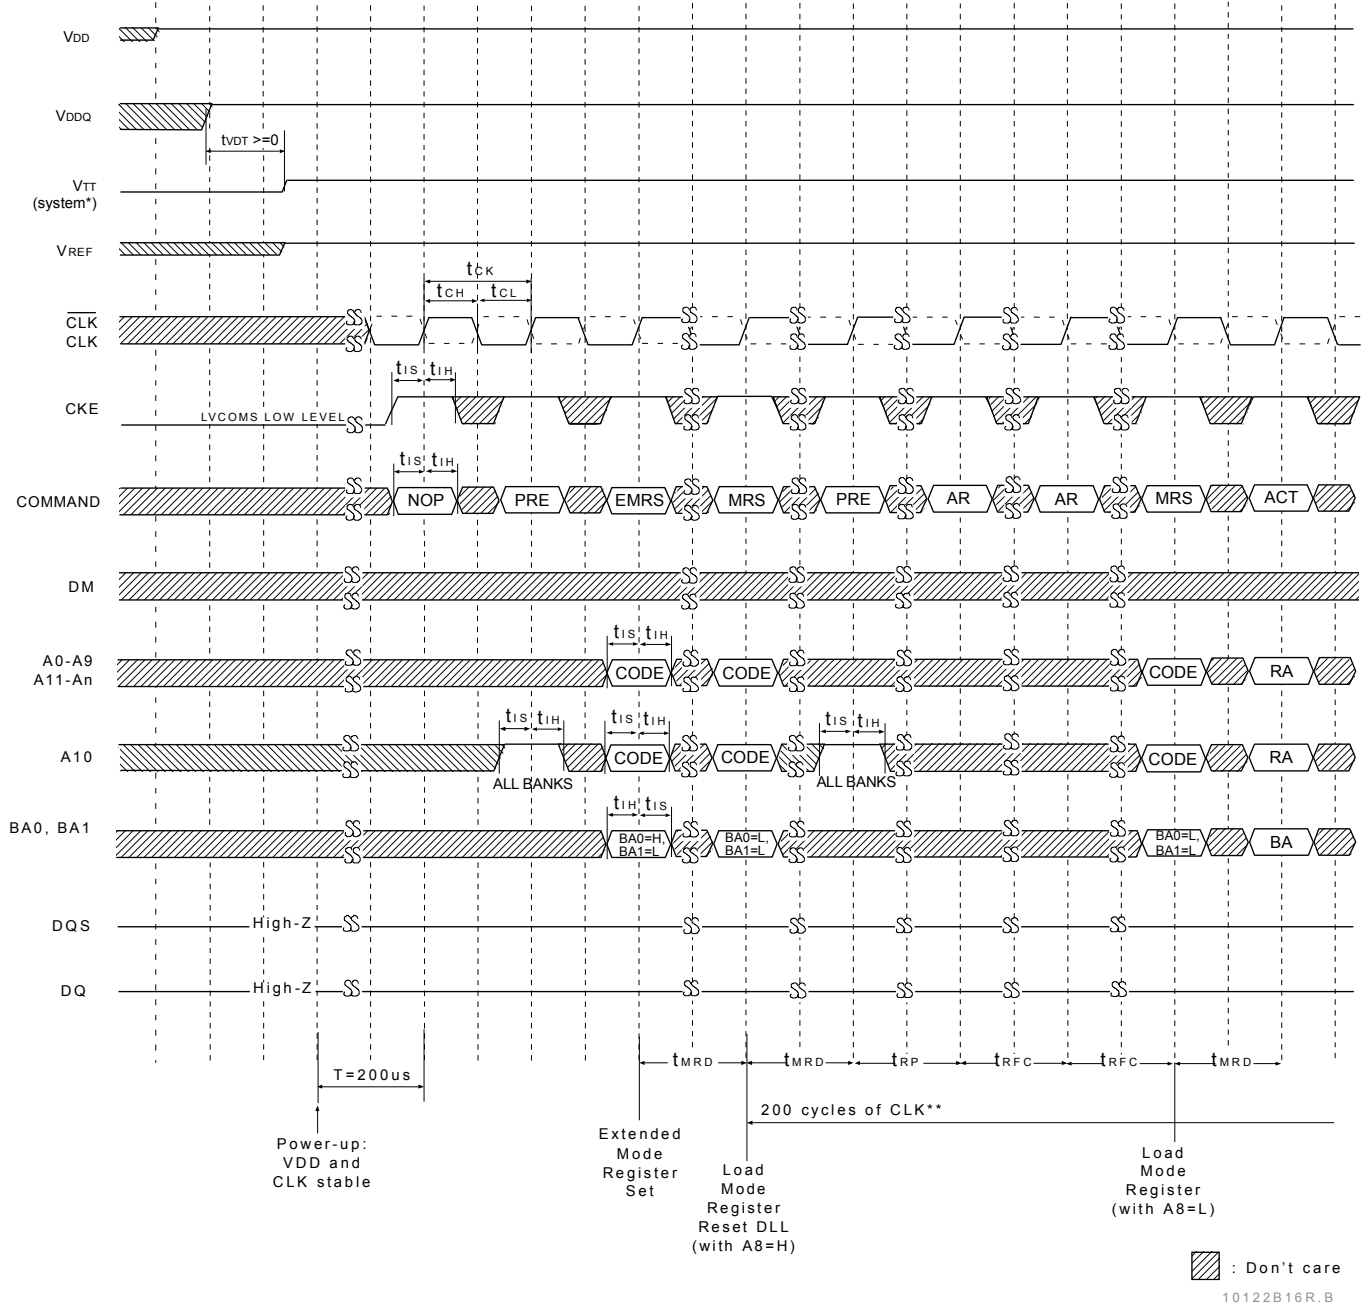 VDD
VDDQ
tVDT >=0
VTT
(system*)
VREF
tCK
tCH tCL
CLK
CLK
tIS tIH
CKE
LVCOMS LOW LEVEL
tIS tIH
COMMAND NOP PRE EMRS MRS PRE AR AR MRS ACT
DM
tIS tIH
A0-A9
A11-An
CODE CODE CODE RA
tIS tIH tIS tIH tIS tIH
A10 CODE CODE CODE RA
ALL BANKS ALL BANKS
tIH tIS
BA0, BA1
BA0=H, BA0=L, BA0=L,
BA1=L BA1=L BA1=L
BA
DQS High-Z
DQ High-Z
tMRD tMRD tRP tRFC tRFC tMRD
T=200us
200 cycles of CLK**
Power-up:
VDD and
CLK stable
Extended
Mode
Register
Set
Load
Mode
Register
Reset DLL
(with A8=H)
Load
Mode
Register
(with A8=L)
: Don't care
10122B16R.B